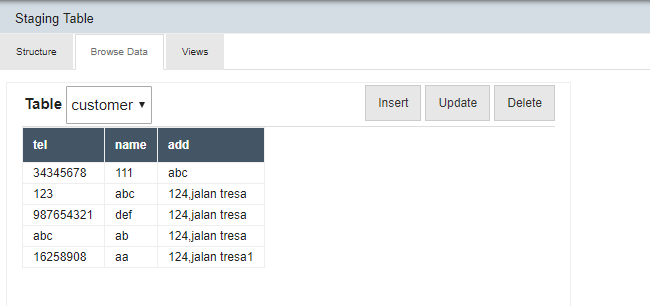 Staging Table
Structure Browse Data Views
Table customer Insert Update Delete
tel name add
34345678 111 abc
123 abc 124,jalan tresa
987654321 def 124,jalan tresa
abc ab 124,jalan tresa
16258908 aa 124,jalan tresa1